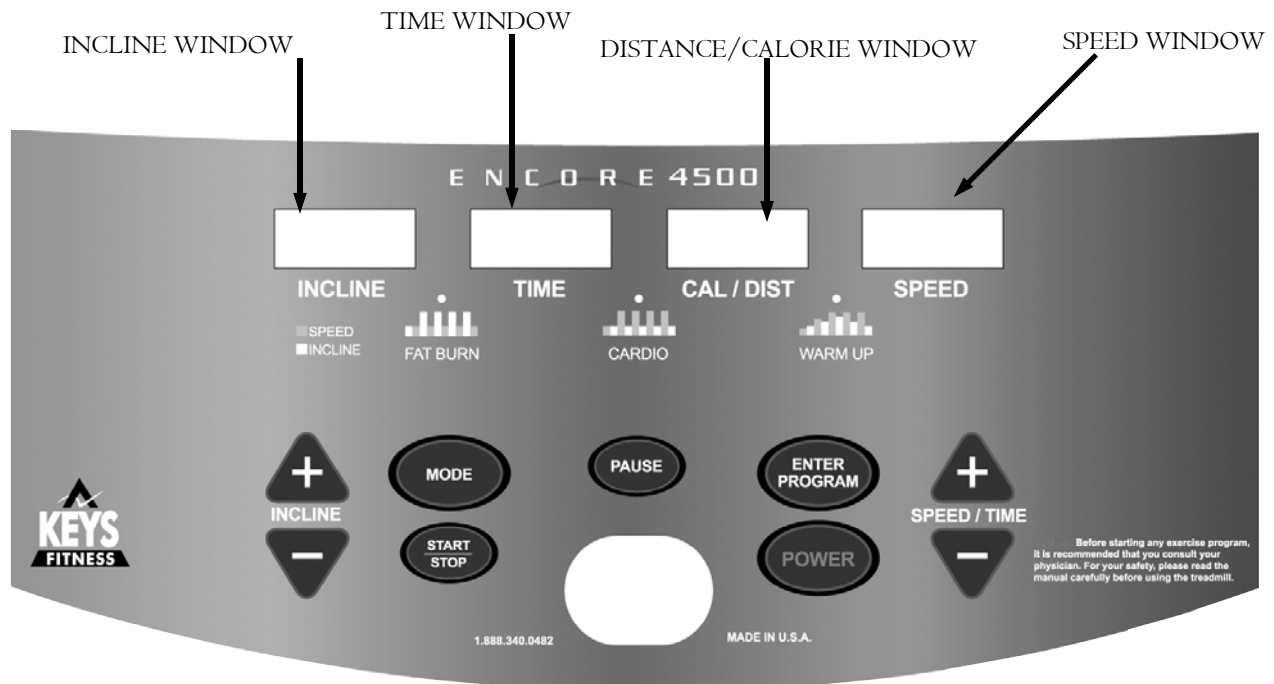 TIME WINDOW
INCLINE WINDOW
DISTANCE/CALORIE WINDOW
SPEED WINDOW
ENCORE 4500
INCLINE
TIME
CAL / DIST
SPEED
SPEED
INCLINE
FAT BURN
CARDIO
WARM UP
+
INCLINE
−
MODE
START
STOP
PAUSE
ENTER
PROGRAM
POWER
+
SPEED / TIME
−
KEYS
FITNESS
Before starting any exercise program,
it is recommended that you consult your
physician. For your safety, please read the
manual carefully before using the treadmill.
1.888.340.0482
MADE IN U.S.A.